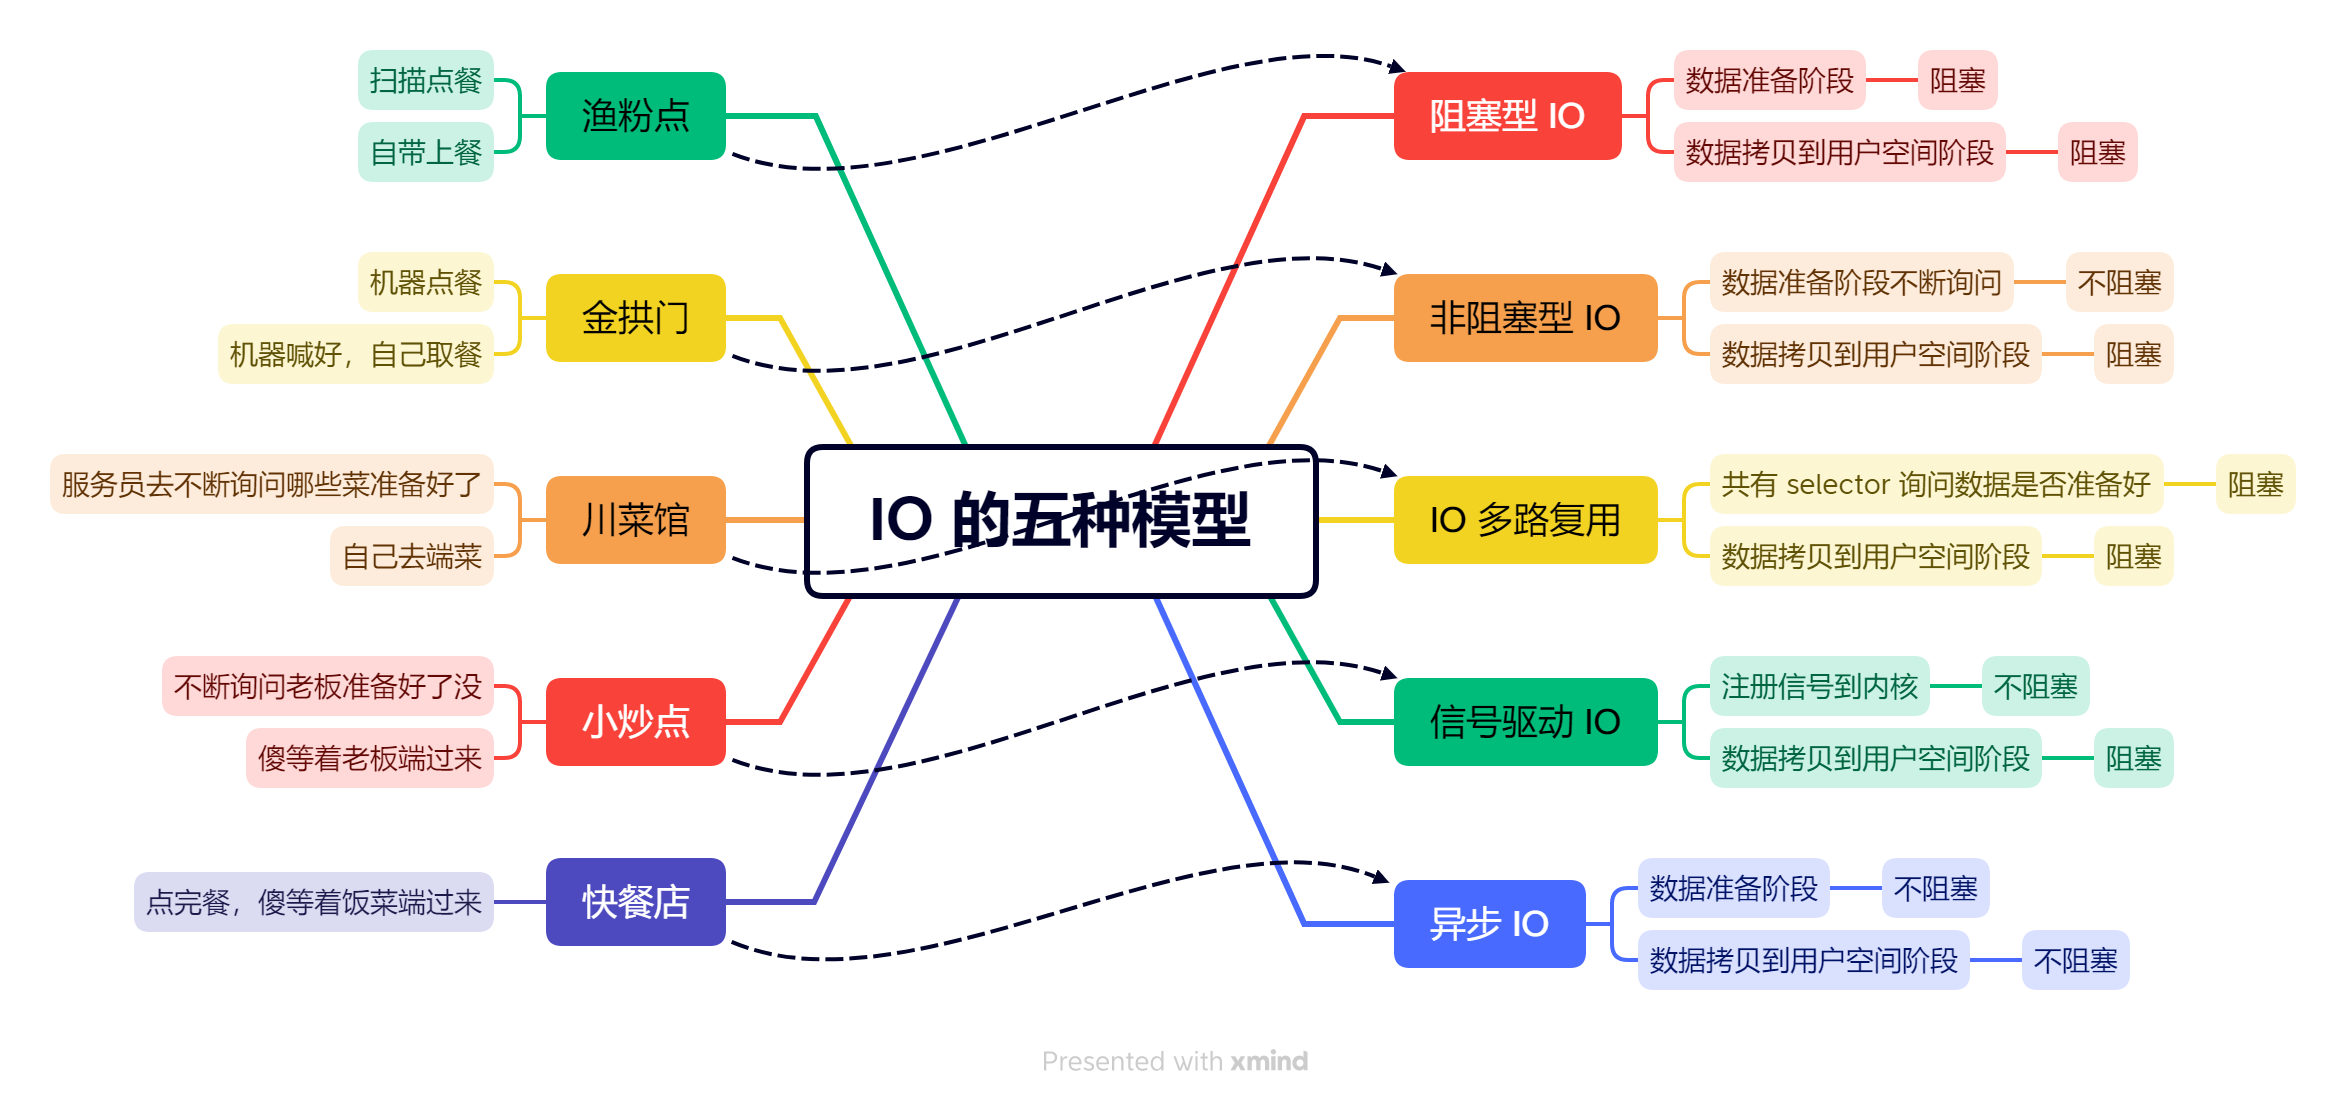 IO 的五种模型
渔粉点
扫描点餐
自带上餐
金拱门
机器点餐
机器喊好，自己取餐
川菜馆
服务员去不断询问哪些菜准备好了
自己去端菜
小炒点
不断询问老板准备好了没
傻等着老板端过来
快餐店
点完餐，傻等着饭菜端过来
阻塞型 IO
数据准备阶段
阻塞
数据拷贝到用户空间阶段
阻塞
非阻塞型 IO
数据准备阶段不断询问
不阻塞
数据拷贝到用户空间阶段
阻塞
IO 多路复用
共有 selector 询问数据是否准备好
阻塞
数据拷贝到用户空间阶段
阻塞
信号驱动 IO
注册信号到内核
不阻塞
数据拷贝到用户空间阶段
阻塞
异步 IO
数据准备阶段
不阻塞
数据拷贝到用户空间阶段
不阻塞
Presented with xmind